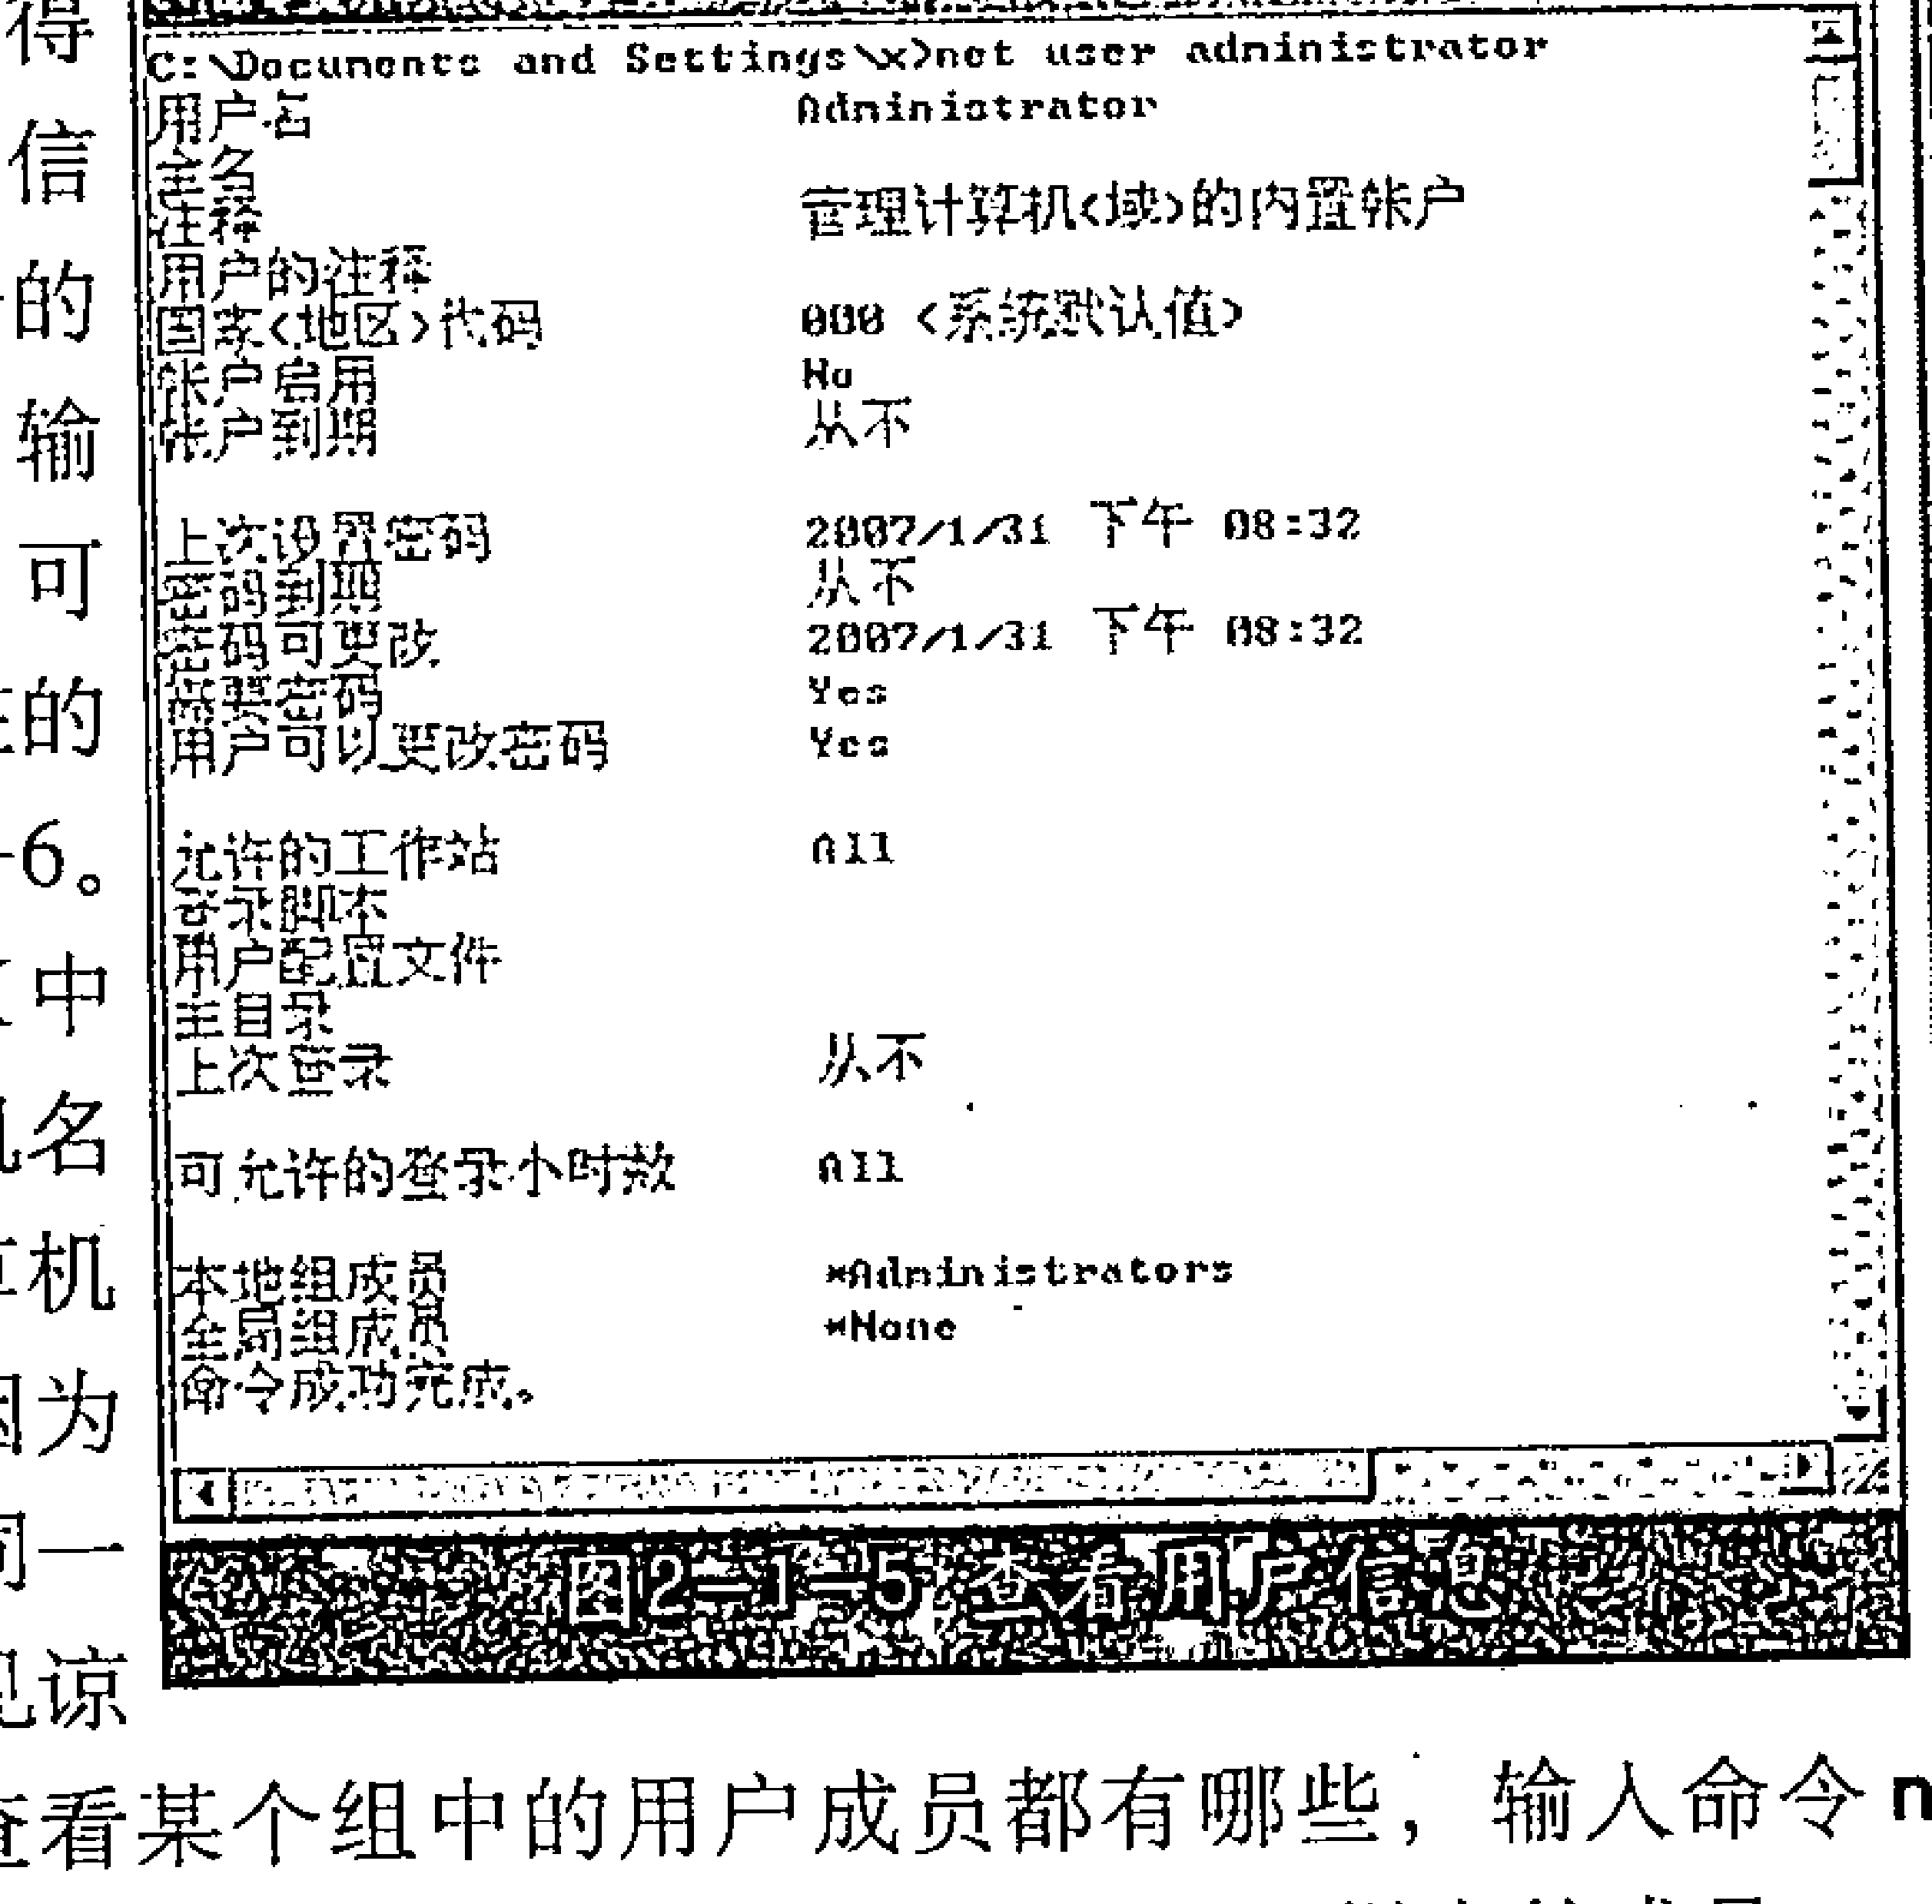 得
信
的
输
可
的
-6。
中
名
机
因为
同一
见谅
C:\Documents and Settings\x>net user administrator
用户名 Administrator
全名
注释 管理计算机(域)的内置帐户
用户的注释
国家(地区)代码 000 (系统默认值)
帐户启用 No
帐户到期 从不
上次设置密码 2007/1/31 下午 08:32
密码到期 从不
密码可更改 2007/1/31 下午 08:32
需要密码 Yes
用户可以更改密码 Yes
允许的工作站 All
登录脚本
用户配置文件
主目录
上次登录 从不
可允许的登录小时数 All
本地组成员 *Administrators
全局组成员 *None
命令成功完成。
图2-1-5 查看用户信息
查看某个组中的用户成员都有哪些，输入命令 n